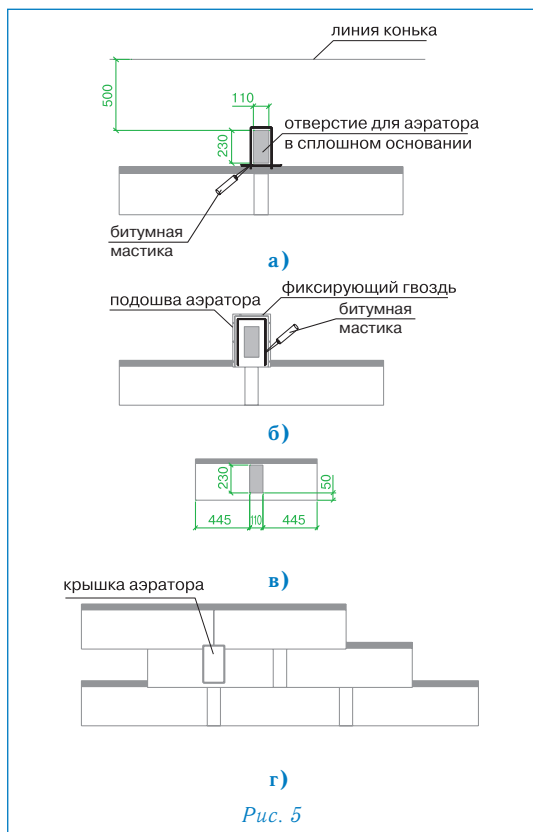 линия конька
500
110
230
отверстие для аэратора
в сплошном основании
битумная
мастика
а)
фиксирующий гвоздь
подошва аэратора
битумная
мастика
б)
230
50
445
110
445
в)
крышка аэратора
г)
Рис. 5